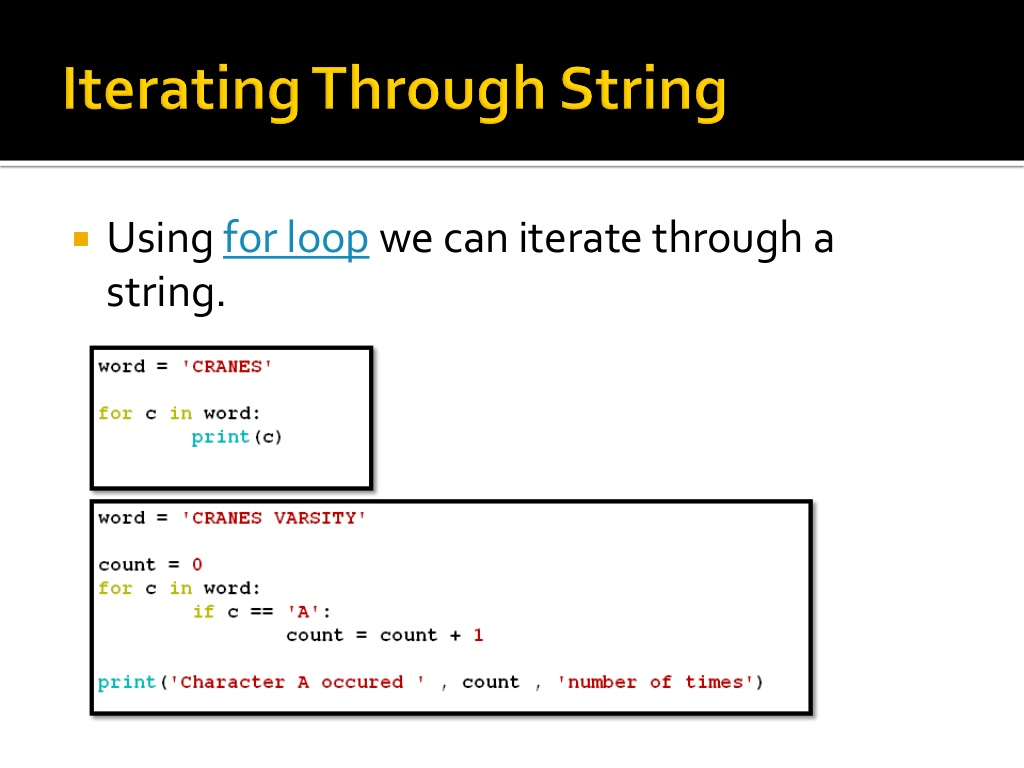 Iterating Through String
Using for loop we can iterate through a
string.
word = 'CRANES'
for c in word:
        print(c)
word = 'CRANES VARSITY'
count = 0
for c in word:
        if c == 'A':
                count = count + 1
print('Character A occured ' , count , 'number of times')